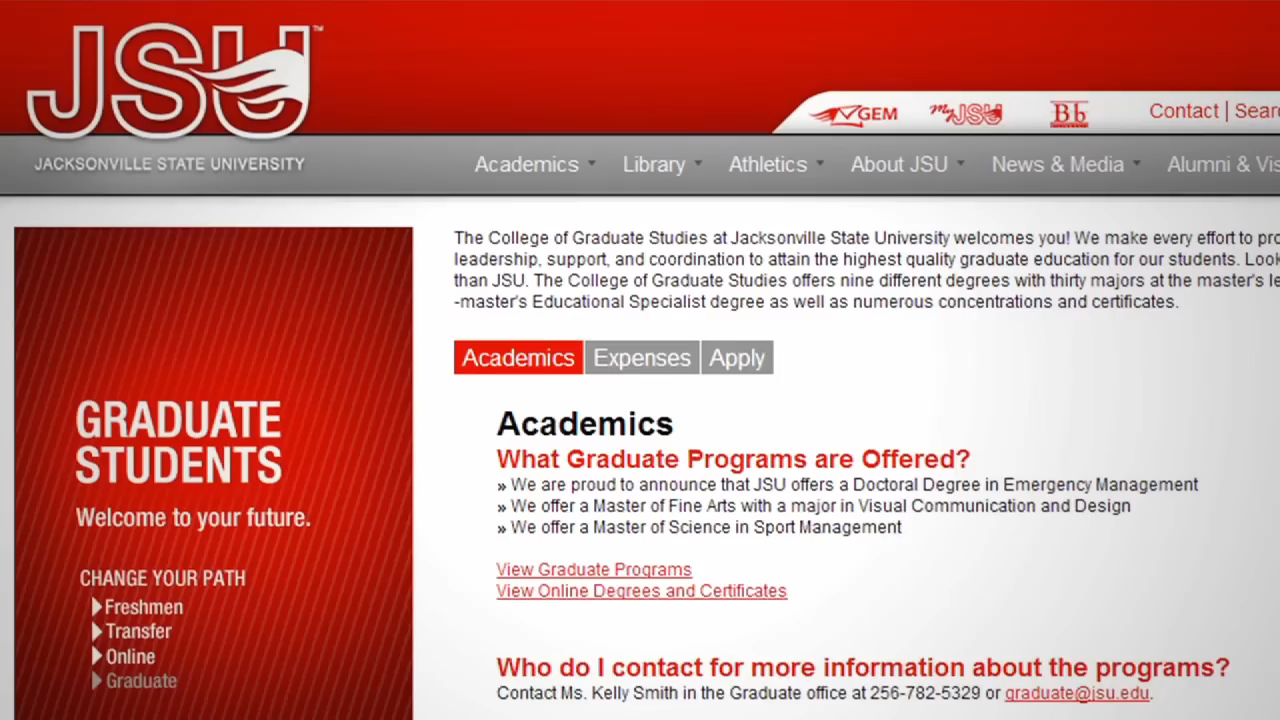 JSU™
JACKSONVILLE STATE UNIVERSITY
GEM
my JSU
Bb
Contact | Sear
Academics
Library
Athletics
About JSU
News & Media
Alumni & Vis
GRADUATE
STUDENTS
Welcome to your future.
CHANGE YOUR PATH
Freshmen
Transfer
Online
Graduate
The College of Graduate Studies at Jacksonville State University welcomes you! We make every effort to pro
leadership, support, and coordination to attain the highest quality graduate education for our students. Look
than JSU. The College of Graduate Studies offers nine different degrees with thirty majors at the master's le
-master's Educational Specialist degree as well as numerous concentrations and certificates.
Academics
Expenses
Apply
Academics
What Graduate Programs are Offered?
» We are proud to announce that JSU offers a Doctoral Degree in Emergency Management
» We offer a Master of Fine Arts with a major in Visual Communication and Design
» We offer a Master of Science in Sport Management
View Graduate Programs
View Online Degrees and Certificates
Who do I contact for more information about the programs?
Contact Ms. Kelly Smith in the Graduate office at 256-782-5329 or graduate@jsu.edu.